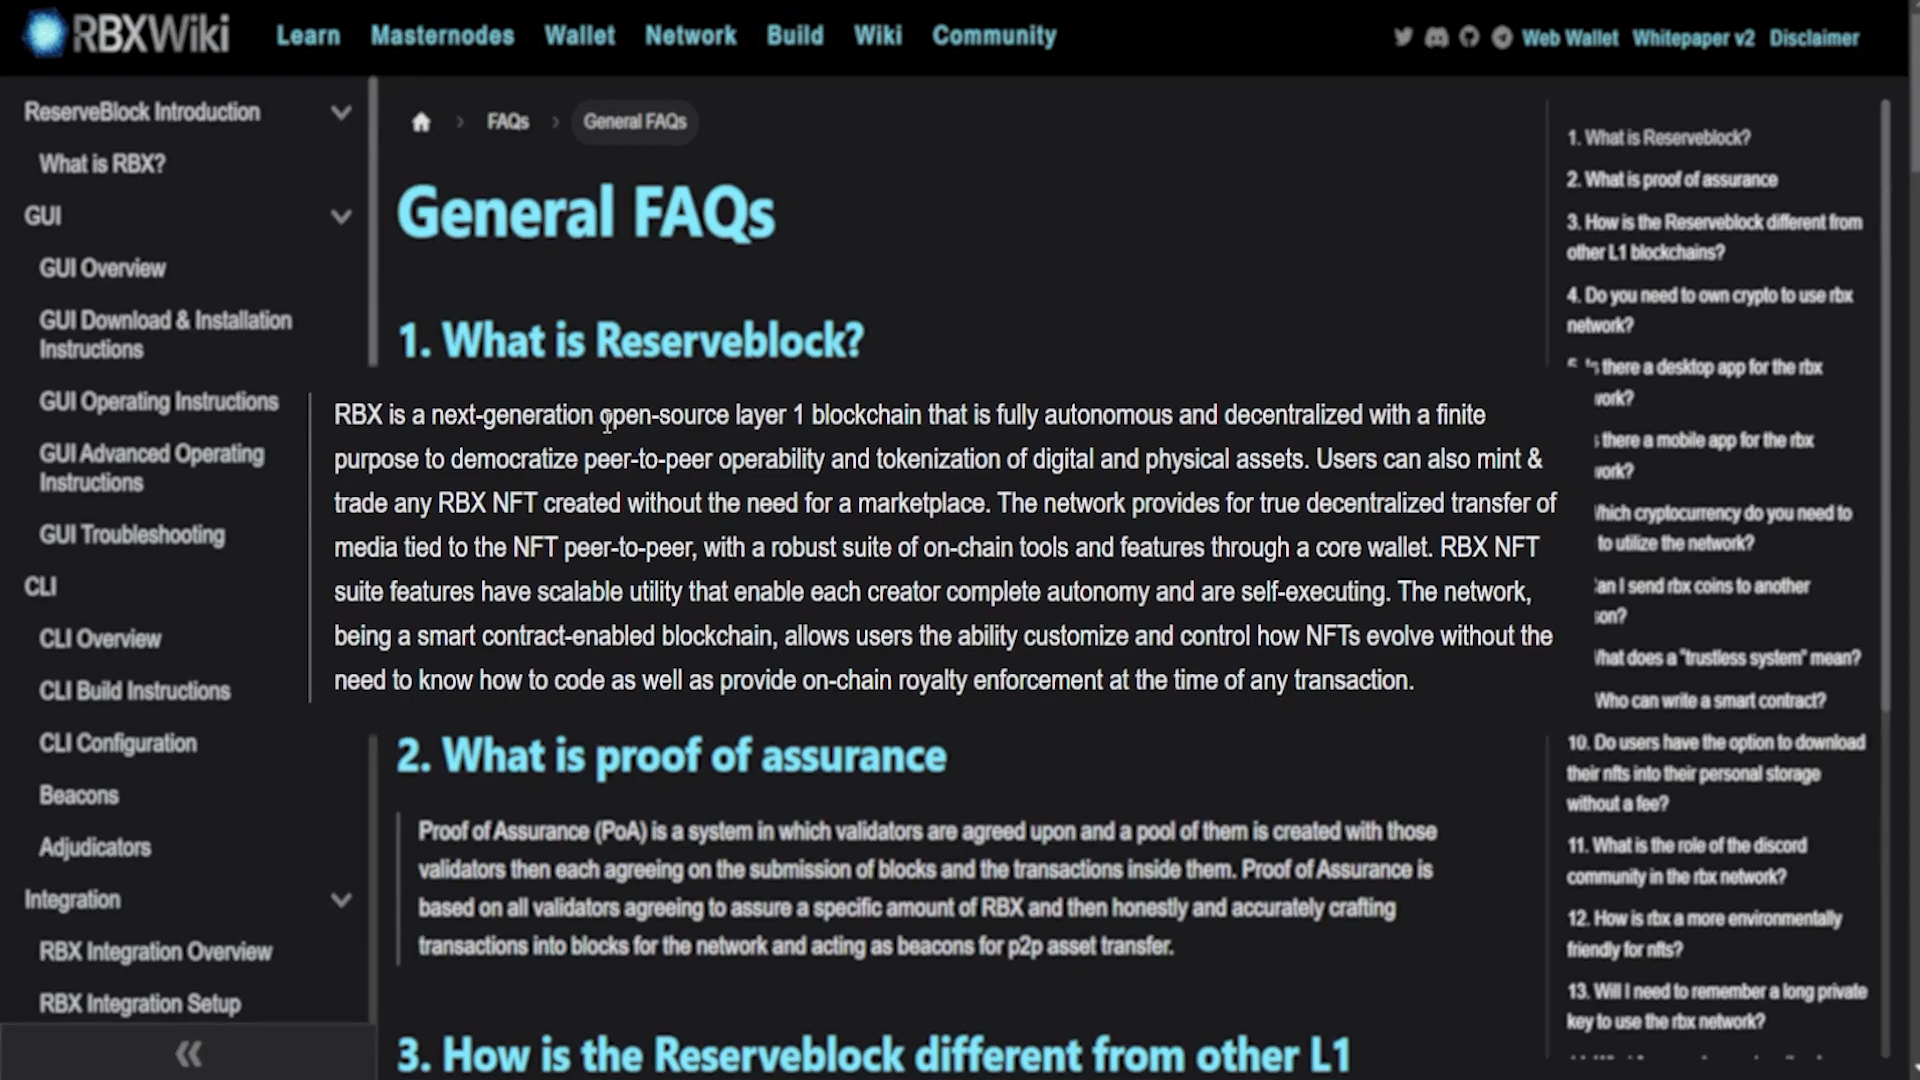 RBXWiki
Learn Masternodes Wallet Network Build Wiki Community
Web Wallet Whitepaper v2 Disclaimer
ReserveBlock Introduction
What is RBX?
GUI
GUI Overview
GUI Download & Installation
Instructions
GUI Operating Instructions
GUI Advanced Operating
Instructions
GUI Troubleshooting
CLI
CLI Overview
CLI Build Instructions
CLI Configuration
Beacons
Adjudicators
Integration
RBX Integration Overview
RBX Integration Setup
FAQs
General FAQs
General FAQs
1. What is Reserveblock?
RBX is a next-generation open-source layer 1 blockchain that is fully autonomous and decentralized with a finite
purpose to democratize peer-to-peer operability and tokenization of digital and physical assets. Users can also mint &
trade any RBX NFT created without the need for a marketplace. The network provides for true decentralized transfer of
media tied to the NFT peer-to-peer, with a robust suite of on-chain tools and features through a core wallet. RBX NFT
suite features have scalable utility that enable each creator complete autonomy and are self-executing. The network,
being a smart contract-enabled blockchain, allows users the ability customize and control how NFTs evolve without the
need to know how to code as well as provide on-chain royalty enforcement at the time of any transaction.
2. What is proof of assurance
Proof of Assurance (PoA) is a system in which validators are agreed upon and a pool of them is created with those
validators then each agreeing on the submission of blocks and the transactions inside them. Proof of Assurance is
based on all validators agreeing to assure a specific amount of RBX and then honestly and accurately crafting
transactions into blocks for the network and acting as beacons for p2p asset transfer.
3. How is the Reserveblock different from other L1
1. What is Reserveblock?
2. What is proof of assurance
3. How is the Reserveblock different from
other L1 blockchains?
4. Do you need to own crypto to use rbx
network?
there a desktop app for the rbx
there a mobile app for the rbx
cryptocurrency do you need to
to utilize the network?
I send rbx coins to another
does a "trustless system" mean?
Who can write a smart contract?
10. Do users have the option to download
their nfts into their personal storage
without a fee?
11. What is the role of the discord
community in the rbx network?
12. How is rbx a more environmentally
friendly for nfts?
13. Will I need to remember a long private
key to use the rbx network?